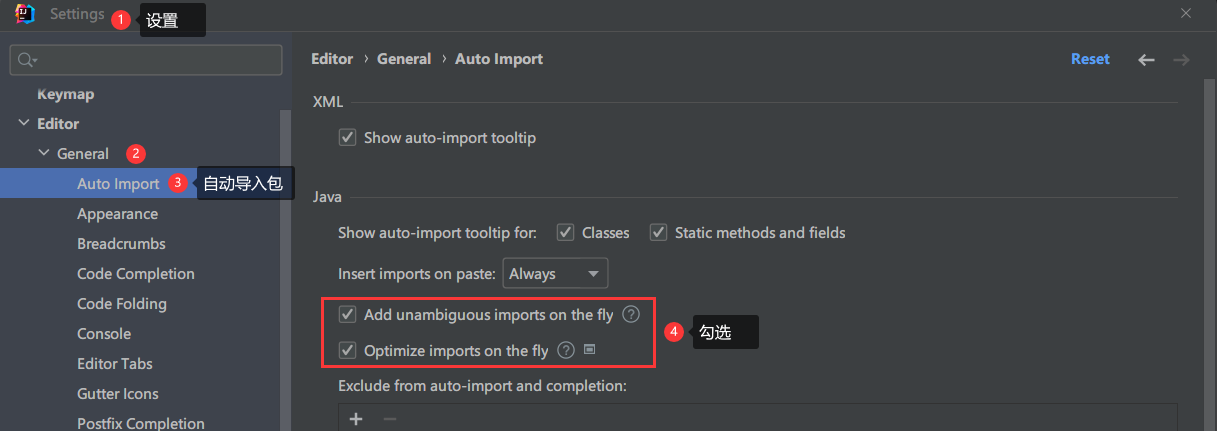 Settings 1 设置
Keymap
Editor
General 2
Auto Import 3 自动导入包
Appearance
Breadcrumbs
Code Completion
Code Folding
Console
Editor Tabs
Gutter Icons
Postfix Completion
Editor › General › Auto Import Reset
XML
Show auto-import tooltip
Java
Show auto-import tooltip for: Classes Static methods and fields
Insert imports on paste: Always
Add unambiguous imports on the fly ?
Optimize imports on the fly ?
4 勾选
Exclude from auto-import and completion: